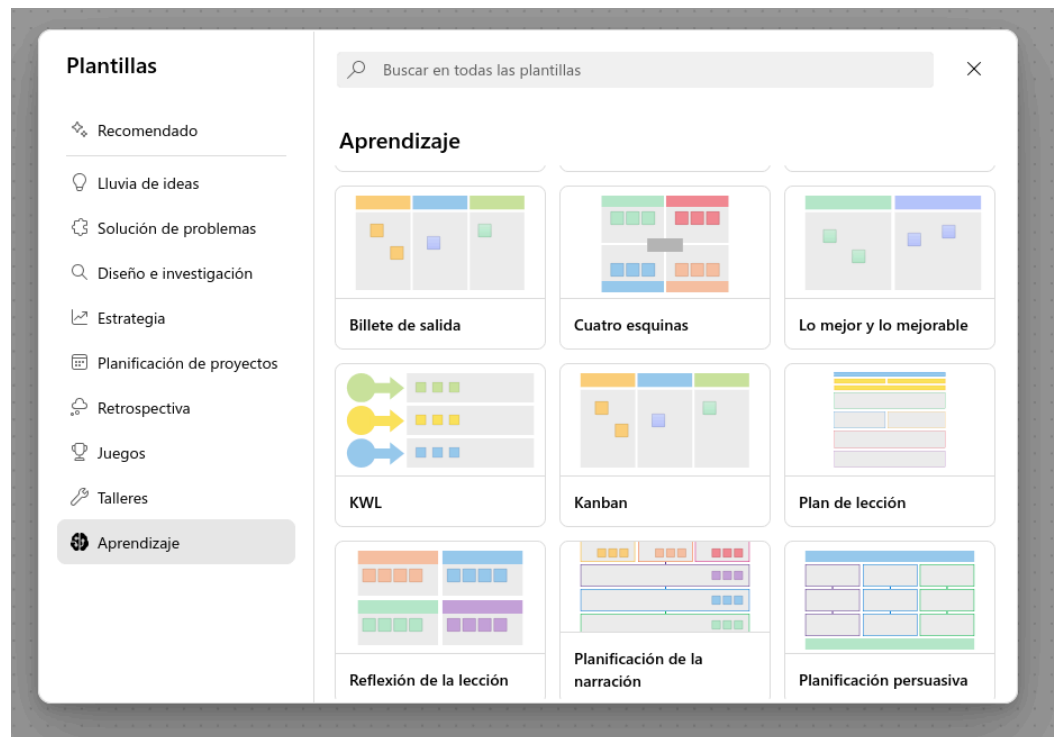 Plantillas
Buscar en todas las plantillas
Recomendado
Lluvia de ideas
Solución de problemas
Diseño e investigación
Estrategia
Planificación de proyectos
Retrospectiva
Juegos
Talleres
Aprendizaje
Aprendizaje
Billete de salida
Cuatro esquinas
Lo mejor y lo mejorable
KWL
Kanban
Plan de lección
Reflexión de la lección
Planificación de la
narración
Planificación persuasiva